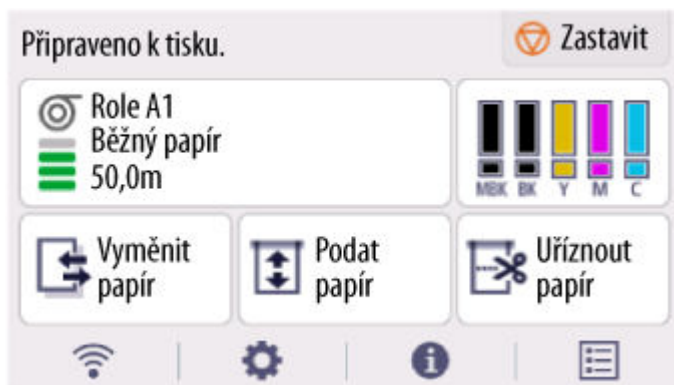 Připraveno k tisku.
Zastavit
Role A1
Běžný papír
50,0m
MBK BK Y M C
Vyměnit
papír
Podat
papír
Uříznout
papír